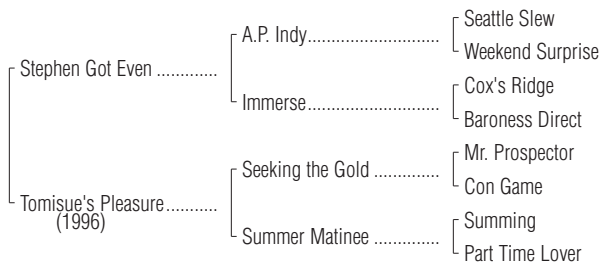 Seattle Slew
A.P. Indy..............................
Weekend Surprise
Stephen Got Even .............
Cox's Ridge
Immerse..............................
Baroness Direct
Mr. Prospector
Seeking the Gold ..............
Con Game
Tomisue's Pleasure...........
(1996)
Summing
Summer Matinee ..............
Part Time Lover